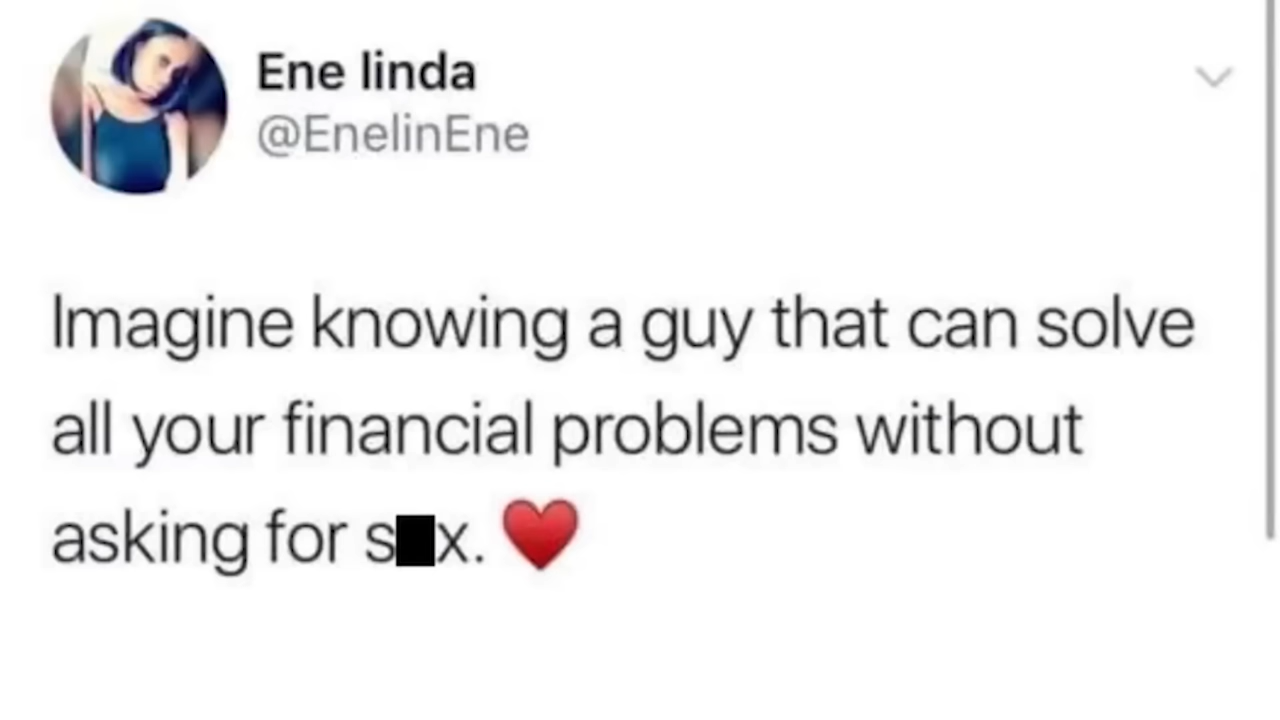 Ene linda
@EnelinEne
Imagine knowing a guy that can solve
all your financial problems without
asking for s█x. ❤️